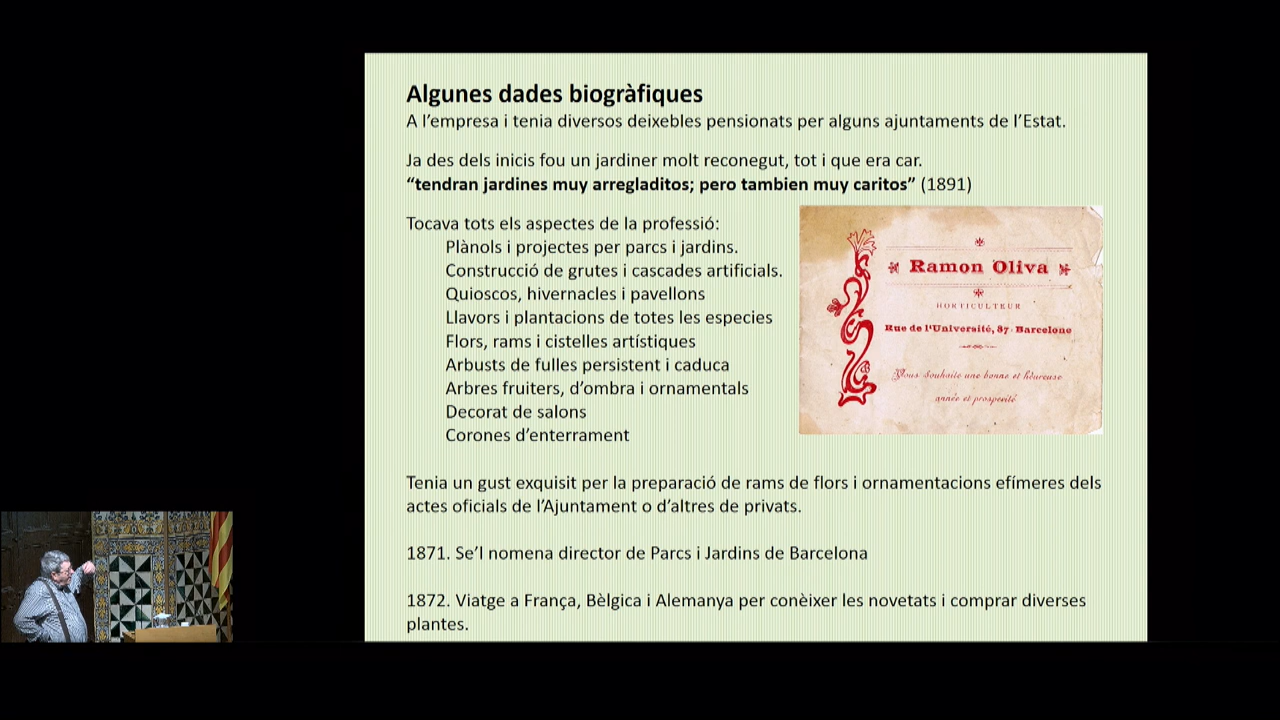 Algunes dades biogràfiques
A l’empresa i tenia diversos deixebles pensionats per alguns ajuntaments de l’Estat.
Ja des dels inicis fou un jardiner molt reconegut, tot i que era car.
“tendran jardines muy arregladitos; pero tambien muy caritos” (1891)
Tocava tots els aspectes de la professió:
Plànols i projectes per parcs i jardins.
Construcció de grutes i cascades artificials.
Quioscos, hivernacles i pavellons
Llavors i plantacions de totes les especies
Flors, rams i cistelles artístiques
Arbusts de fulles persistent i caduca
Arbres fruiters, d’ombra i ornamentals
Decorat de salons
Corones d’enterrament
Ramon Oliva
HORTICULTEUR
Rue de l'Université, 87 - Barcelone
Vous souhaite une bonne et héureuse
année et prosperité
Tenia un gust exquisit per la preparació de rams de flors i ornamentacions efímeres dels
actes oficials de l’Ajuntament o d’altres de privats.
1871. Se’l nomena director de Parcs i Jardins de Barcelona
1872. Viatge a França, Bèlgica i Alemanya per conèixer les novetats i comprar diverses
plantes.